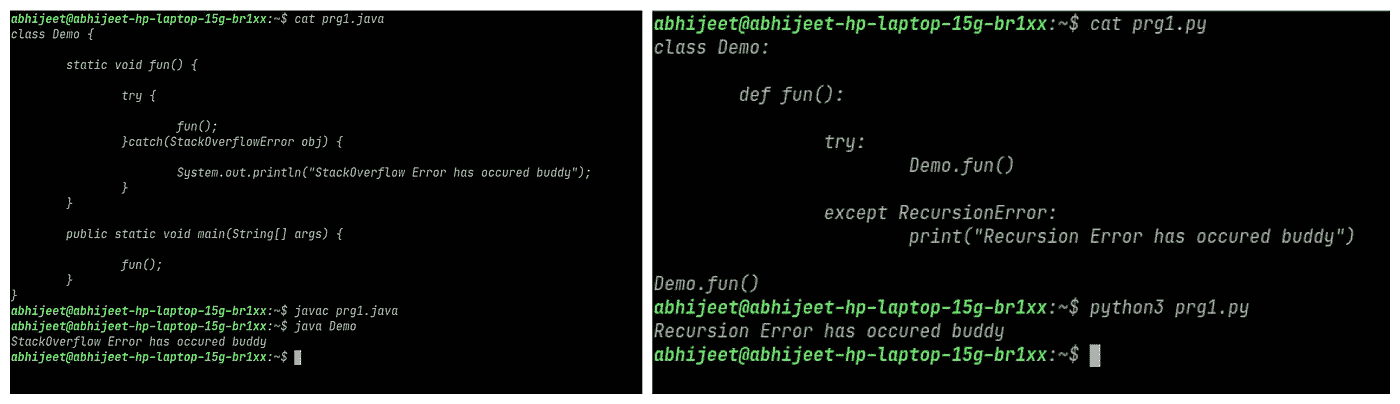 abhijeet@abhijeet-hp-laptop-15g-br1xx:~$ cat prg1.java
class Demo {
static void fun() {
try {
fun();
}catch(StackOverflowError obj) {
System.out.println("StackOverflow Error has occured buddy");
}
}
public static void main(String[] args) {
fun();
}
}
abhijeet@abhijeet-hp-laptop-15g-br1xx:~$ javac prg1.java
abhijeet@abhijeet-hp-laptop-15g-br1xx:~$ java Demo
StackOverflow Error has occured buddy
abhijeet@abhijeet-hp-laptop-15g-br1xx:~$
abhijeet@abhijeet-hp-laptop-15g-br1xx:~$ cat prg1.py
class Demo:
def fun():
try:
Demo.fun()
except RecursionError:
print("Recursion Error has occured buddy")
Demo.fun()
abhijeet@abhijeet-hp-laptop-15g-br1xx:~$ python3 prg1.py
Recursion Error has occured buddy
abhijeet@abhijeet-hp-laptop-15g-br1xx:~$